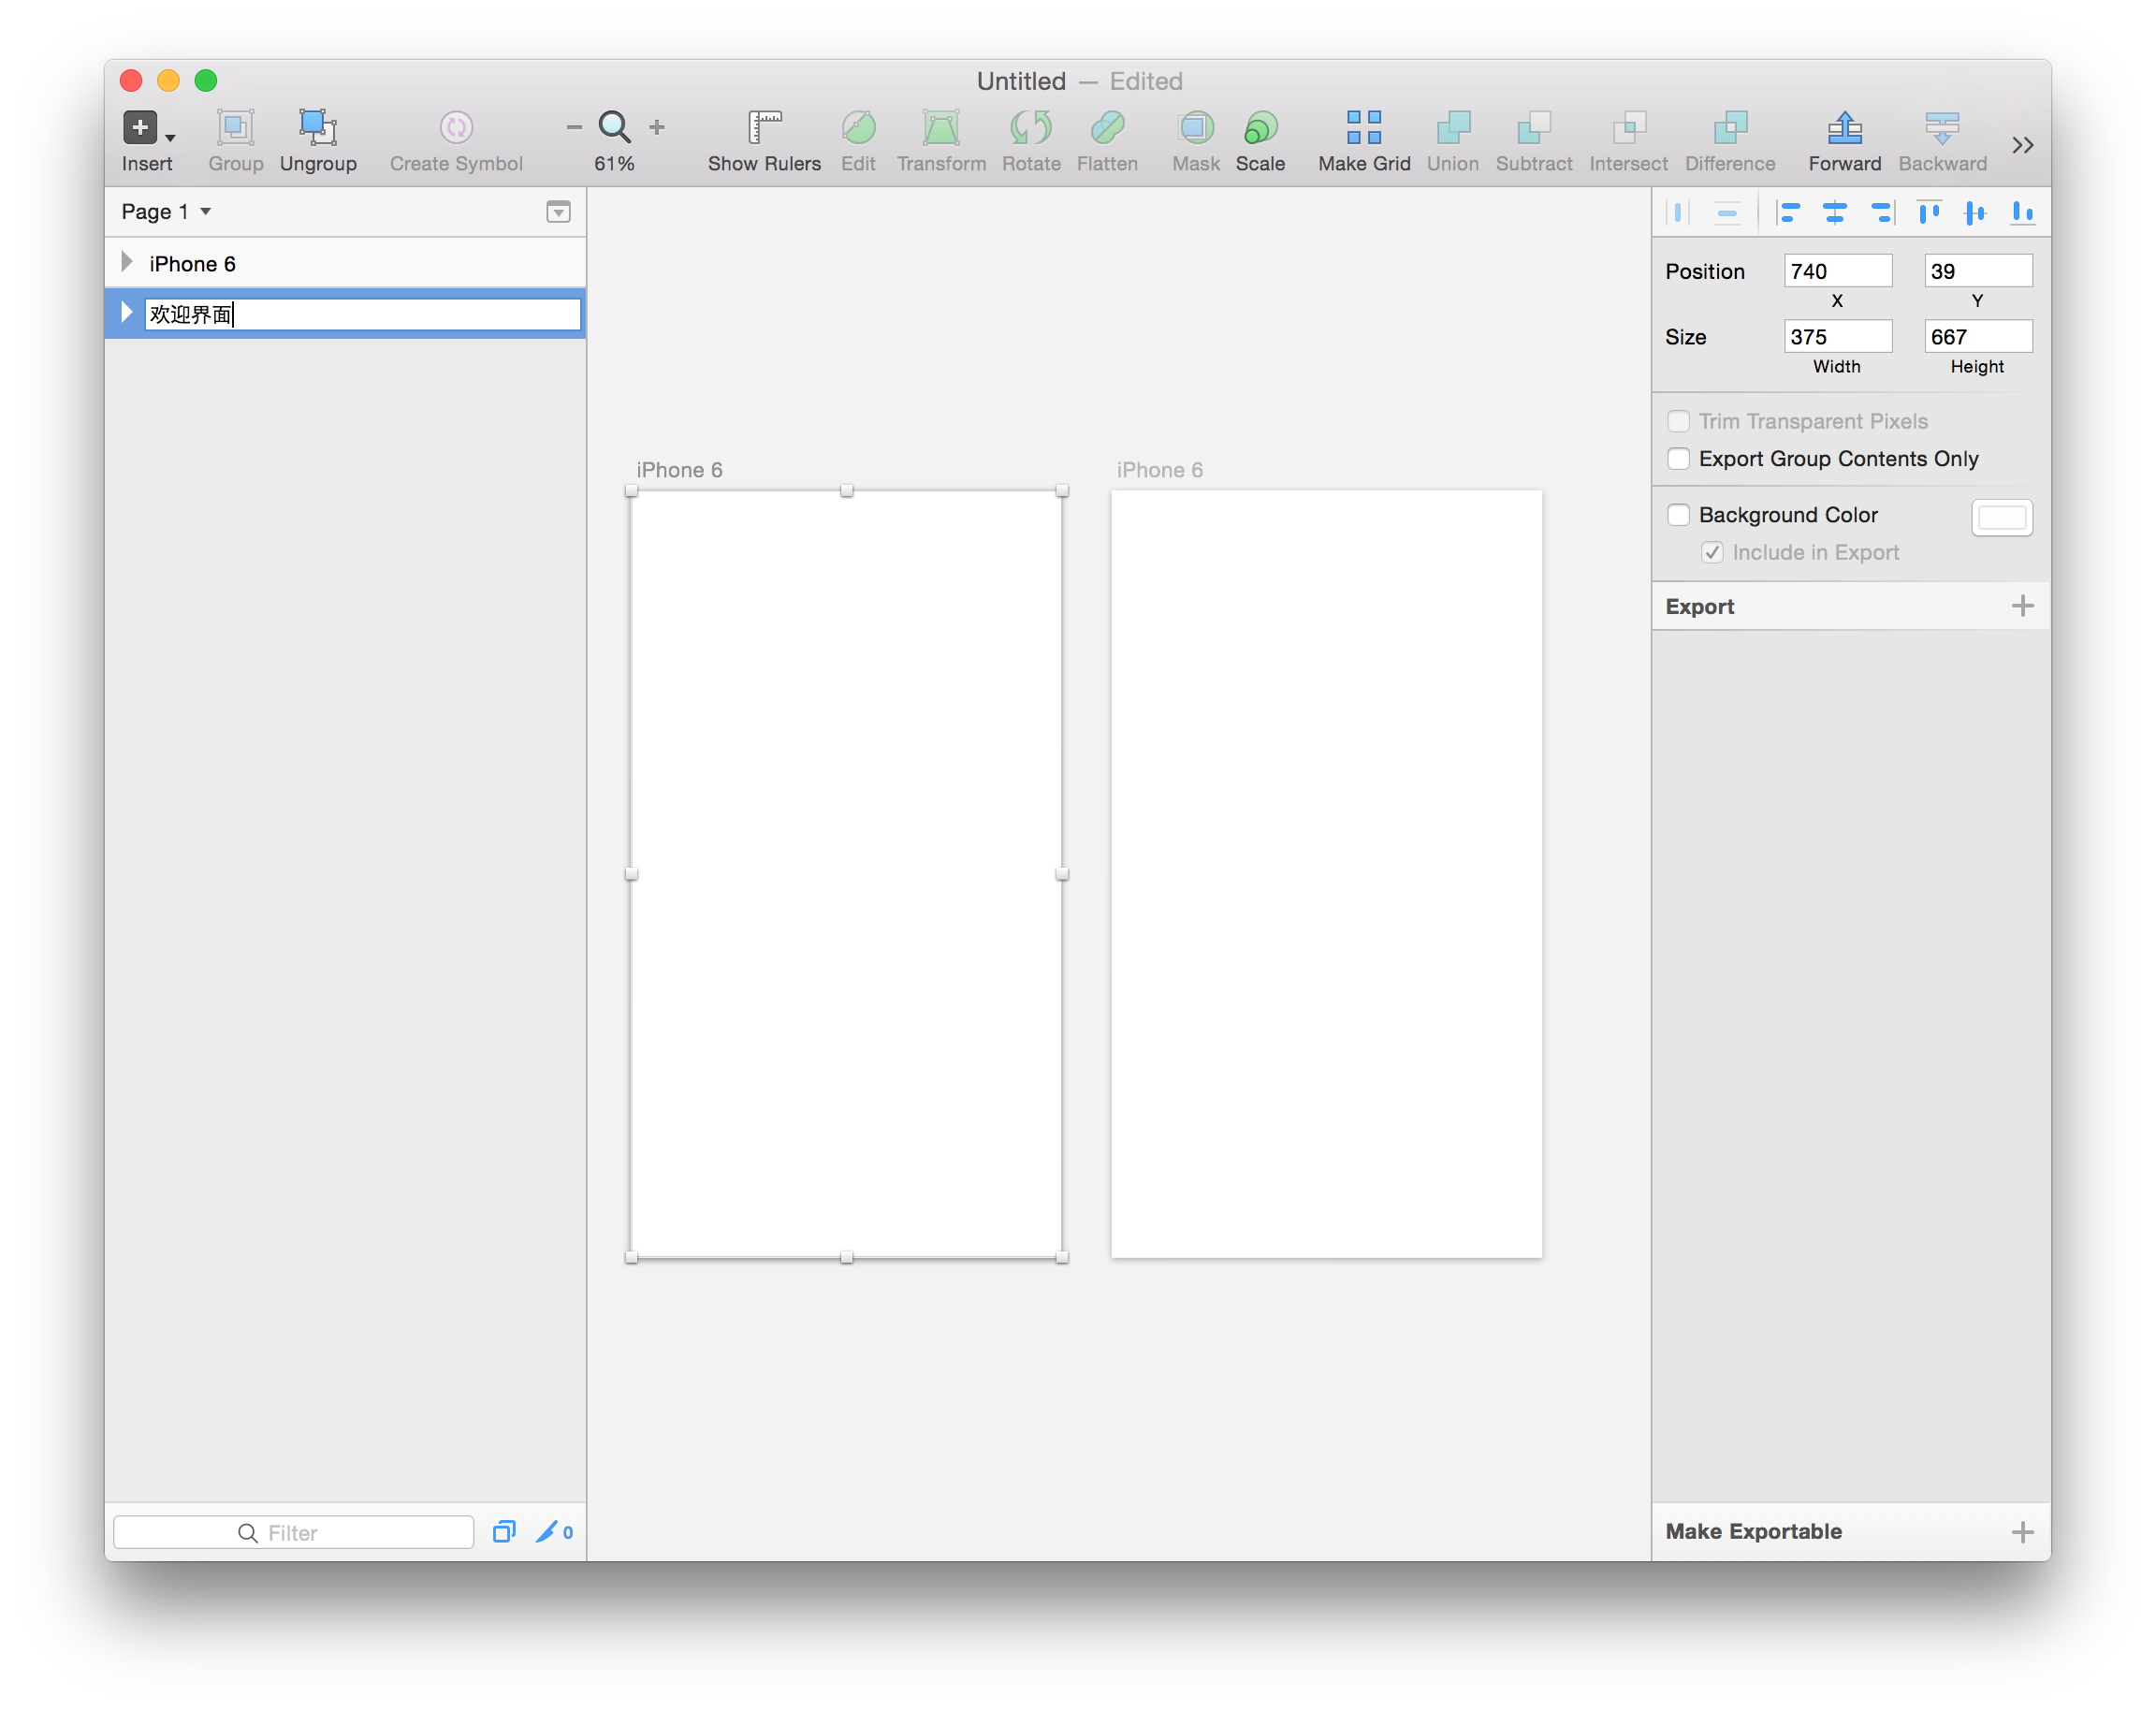 Untitled — Edited
Insert Group Ungroup Create Symbol 61% Show Rulers Edit Transform Rotate Flatten Mask Scale Make Grid Union Subtract Intersect Difference Forward Backward
Page 1
iPhone 6
欢迎界面
iPhone 6
iPhone 6
Position 740 39
X Y
Size 375 667
Width Height
Trim Transparent Pixels
Export Group Contents Only
Background Color
Include in Export
Export
Filter
0
Make Exportable